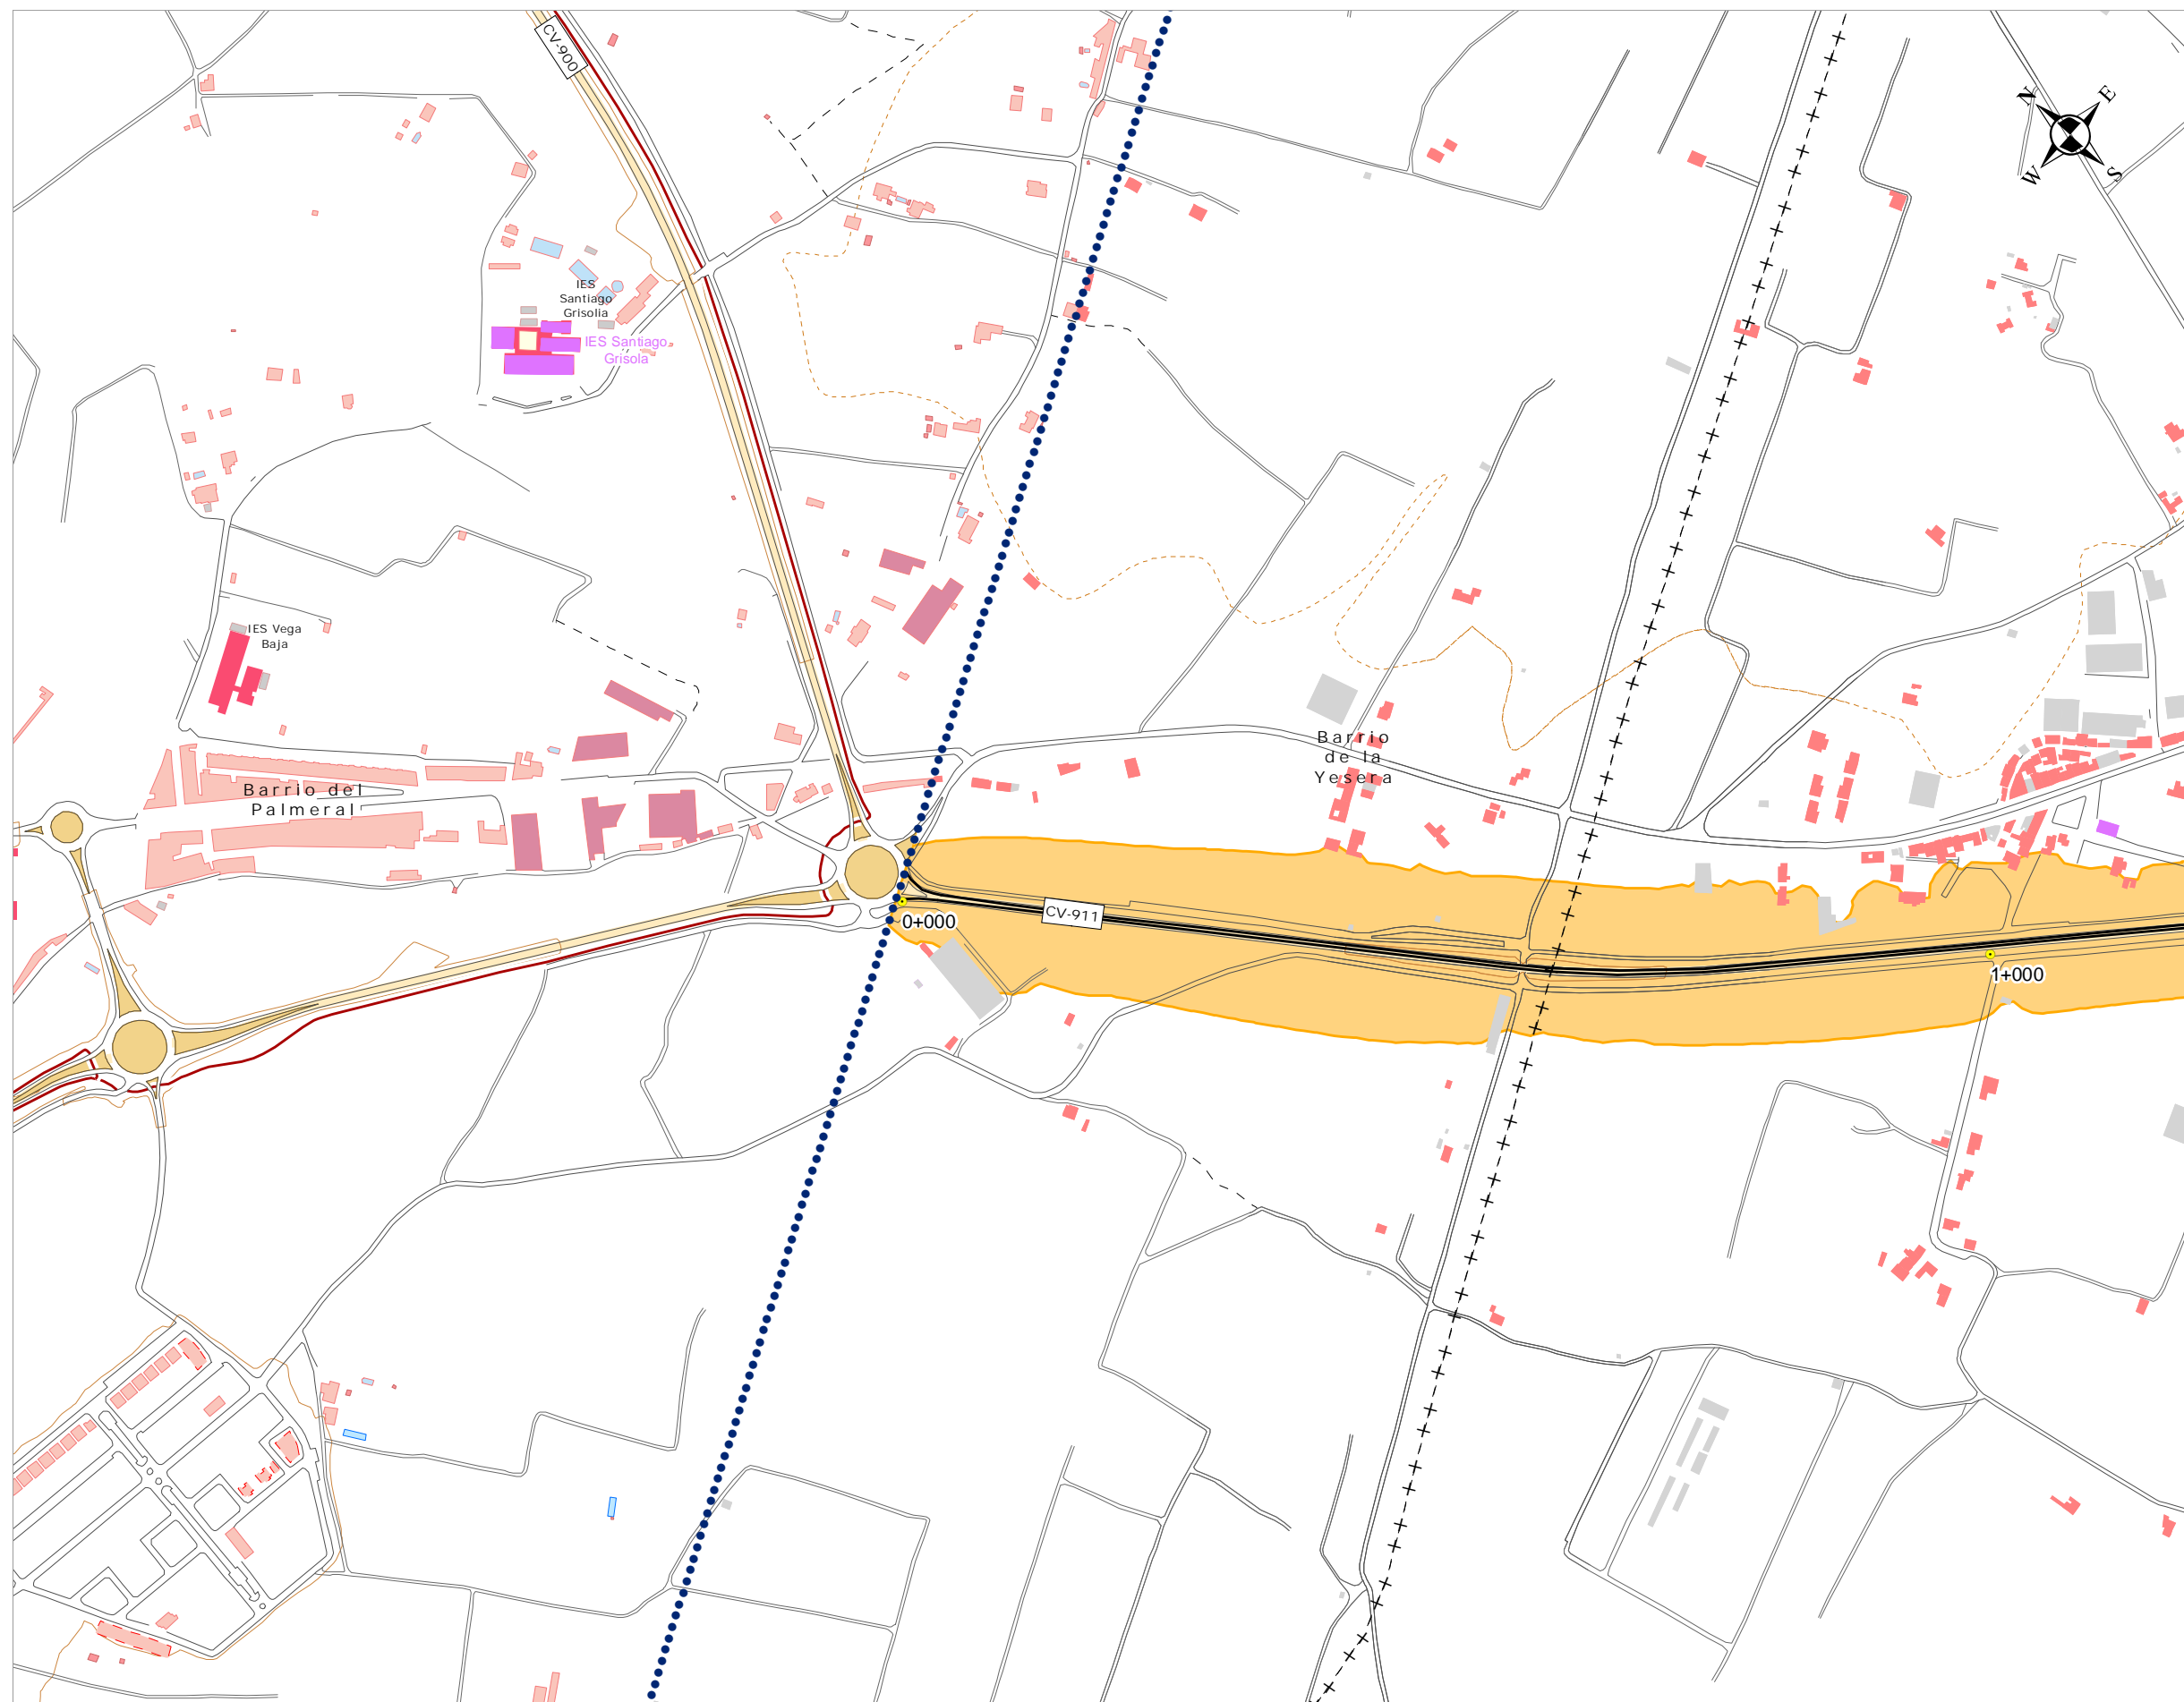 CV-900
N
E
W
S
IES
Santiago
Grisolia
IES Santiago
Grisola
IES Vega
Baja
Barrio
de la
Yesera
Barrio del
Palmeral
CV-911
0+000
1+000